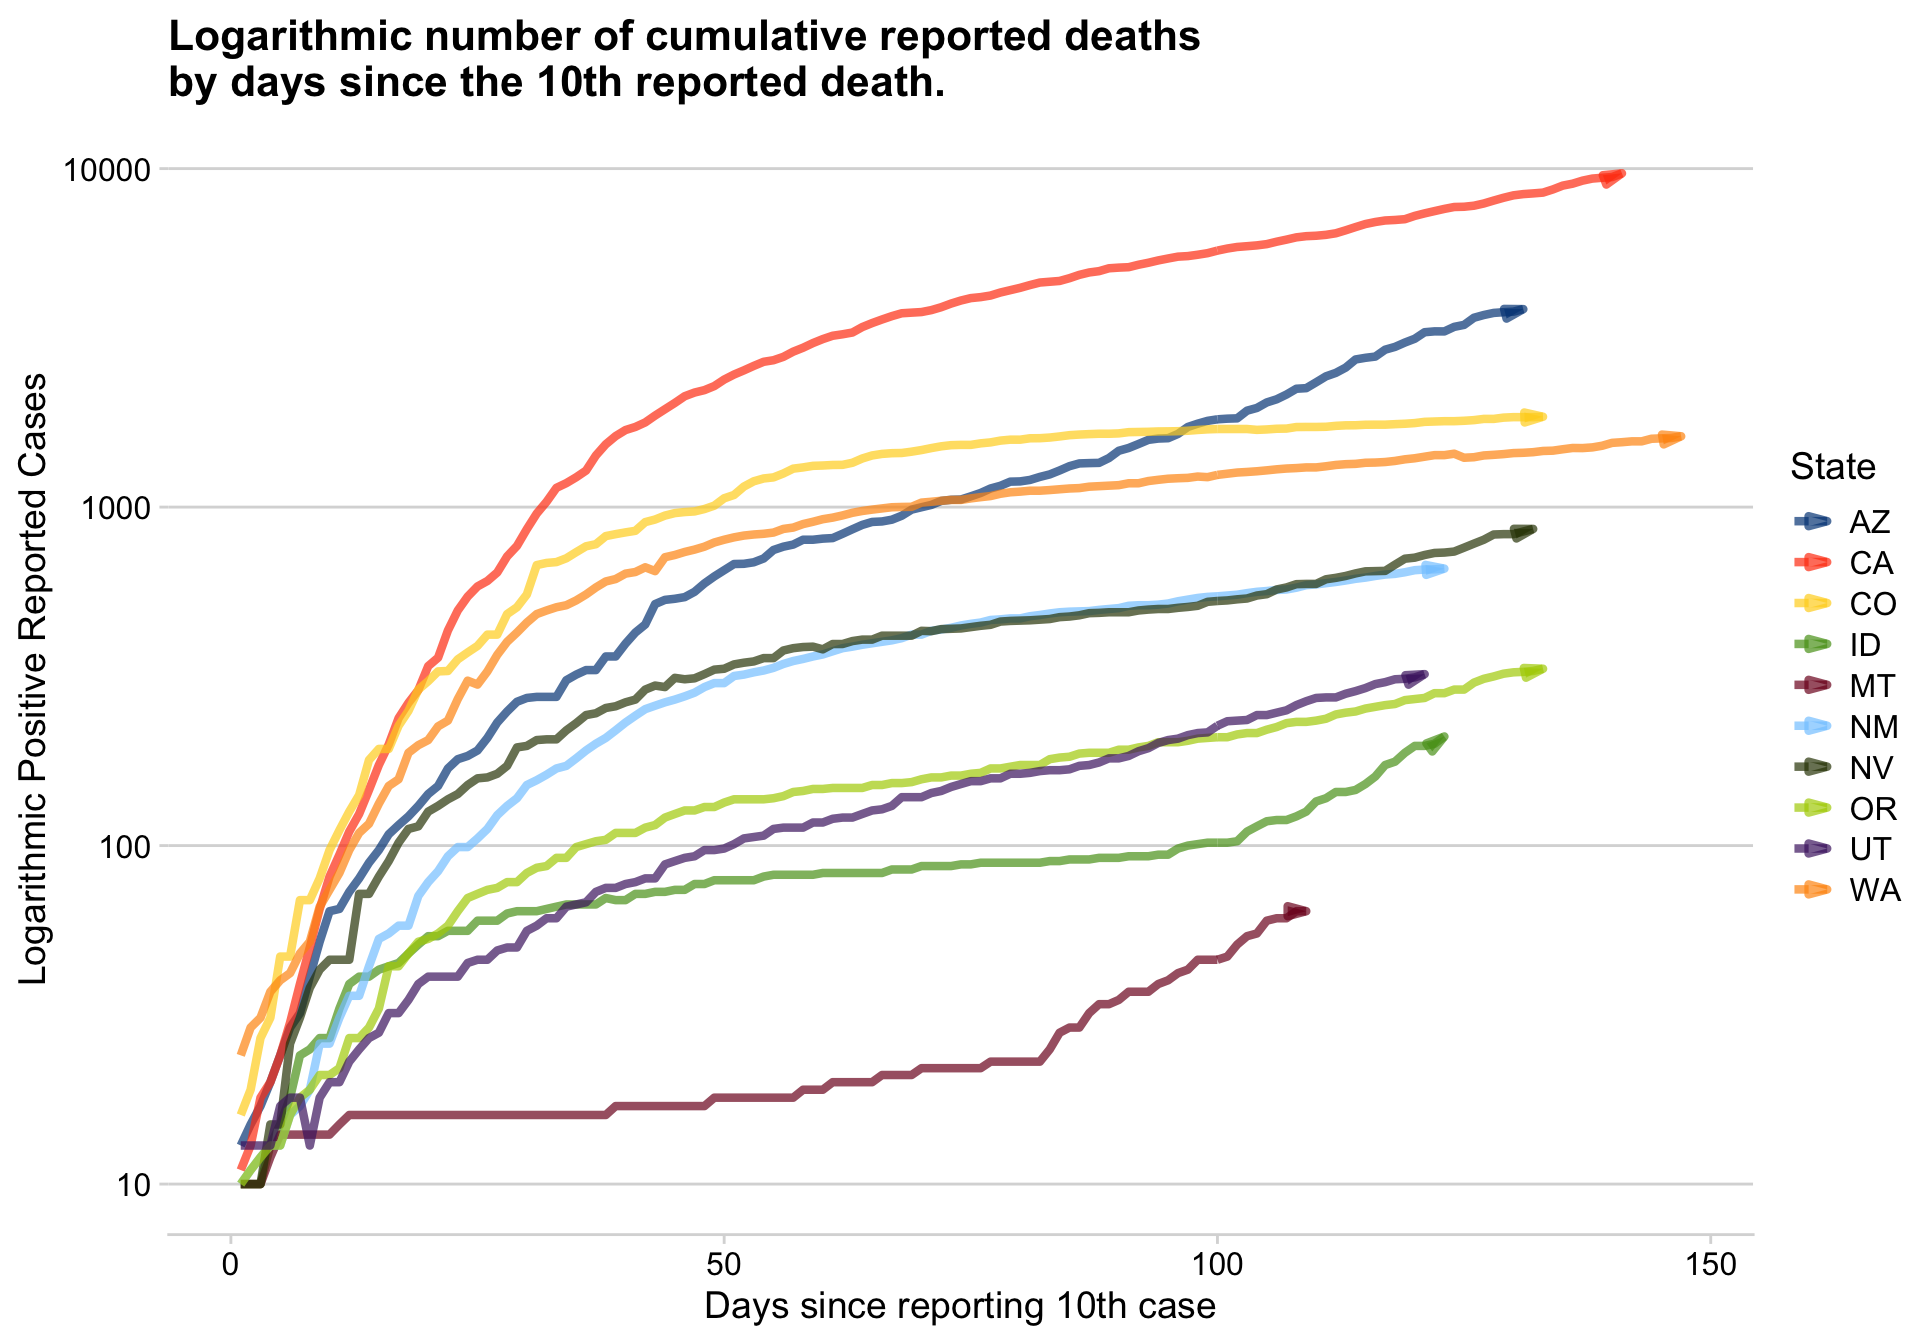 Logarithmic number of cumulative reported deaths
by days since the 10th reported death.
Logarithmic Positive Reported Cases
10000
1000
100
10
0
50
100
150
Days since reporting 10th case
State
AZ
CA
CO
ID
MT
NM
NV
OR
UT
WA